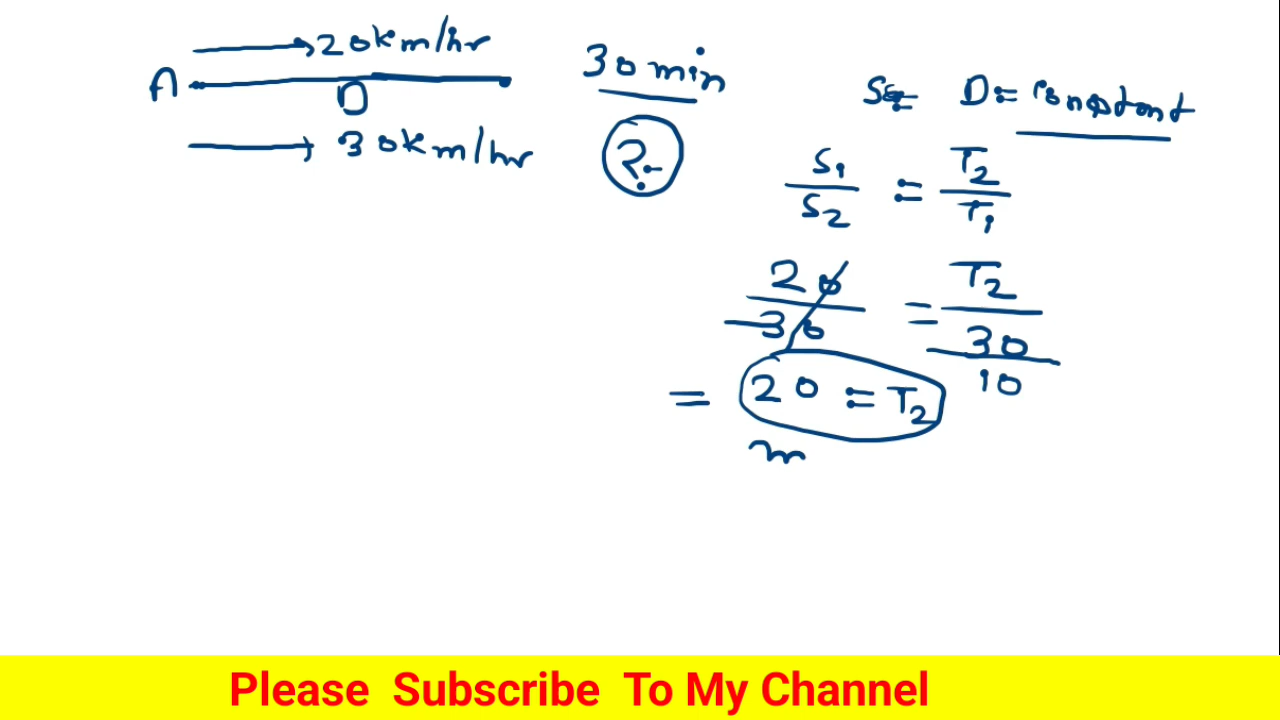 20km/hr
A
D
30km/hr
30 min
?
D = constant
S1/S2 = T2/T1
20/30 = T2/30
10
= 20 = T2
m
Please Subscribe To My Channel